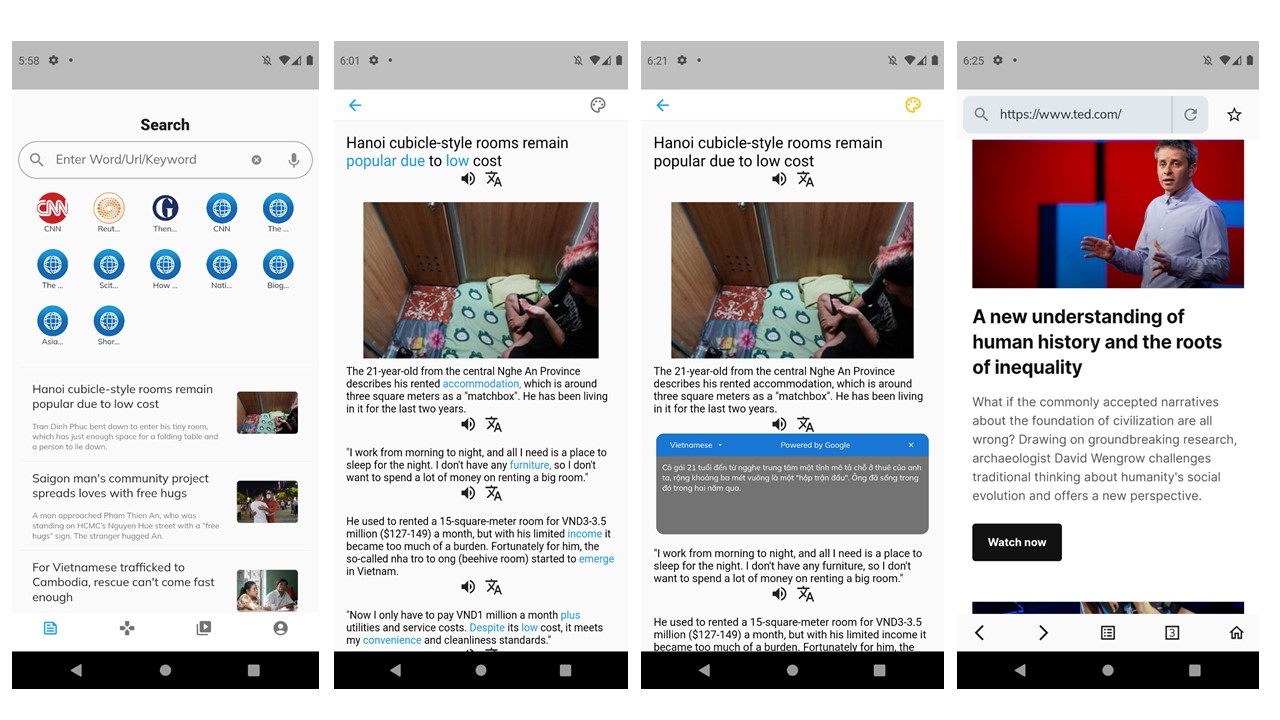 5:58
Search
Enter Word/Url/Keyword
CNN
Reut...
Then...
CNN
The ...
The ...
Scit...
How ...
Nati...
Biog...
Asia...
Shor...
Hanoi cubicle-style rooms remain
popular due to low cost
Tran Dinh Phuc bent down to enter his tiny room,
which has just enough space for a folding table and
a person to lie down.
Saigon man's community project
spreads loves with free hugs
A man approached Pham Thien An, who was
standing on HCMC's Nguyen Hue street with a "free
hugs" sign. The stranger hugged An.
For Vietnamese trafficked to
Cambodia, rescue can't come fast
enough
6:01
Hanoi cubicle-style rooms remain
popular due to low cost
The 21-year-old from the central Nghe An Province
describes his rented accommodation, which is around
three square meters as a "matchbox". He has been living
in it for the last two years.
"I work from morning to night, and all I need is a place to
sleep for the night. I don't have any furniture, so I don't
want to spend a lot of money on renting a big room."
He used to rented a 15-square-meter room for VND3-3.5
million ($127-149) a month, but with his limited income it
became too much of a burden. Fortunately for him, the
so-called nha tro to ong (beehive room) started to emerge
in Vietnam.
"Now I only have to pay VND1 million a month plus
utilities and service costs. Despite its low cost, it meets
my convenience and cleanliness standards."
6:21
Hanoi cubicle-style rooms remain
popular due to low cost
The 21-year-old from the central Nghe An Province
describes his rented accommodation, which is around
three square meters as a "matchbox". He has been living
in it for the last two years.
Vietnamese
Powered by Google
Cô gái 21 tuổi đến từ ngghe trung tâm một tỉnh mô tả chỗ ở thuê của anh
ta, rộng khoảng ba mét vuông là một "hộp trận đấu". Ông đã sống trong
đó trong hai năm qua.
"I work from morning to night, and all I need is a place to
sleep for the night. I don't have any furniture, so I don't
want to spend a lot of money on renting a big room."
He used to rented a 15-square-meter room for VND3-3.5
million ($127-149) a month, but with his limited income it
became too much of a burden. Fortunately for him, the
6:25
https://www.ted.com/
A new understanding of
human history and the roots
of inequality
What if the commonly accepted narratives
about the foundation of civilization are all
wrong? Drawing on groundbreaking research,
archaeologist David Wengrow challenges
traditional thinking about humanity's social
evolution and offers a new perspective.
Watch now
3